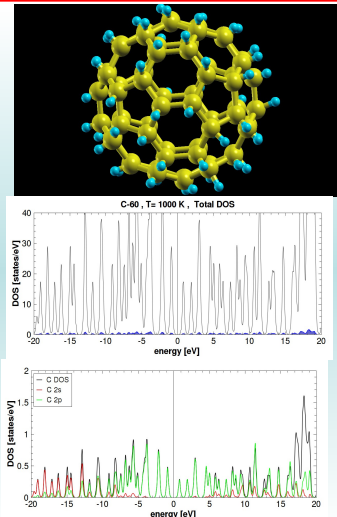 C-60 , T= 1000 K , Total DOS
DOS [states/eV]
40
30
20
10
0
-20 -15 -10 -5 0 5 10 15 20
energy [eV]
DOS [states/eV]
2
1.5
1
0.5
0
C DOS
C 2s
C 2p
-20 -15 -10 -5 0 5 10 15 20
energy [eV]